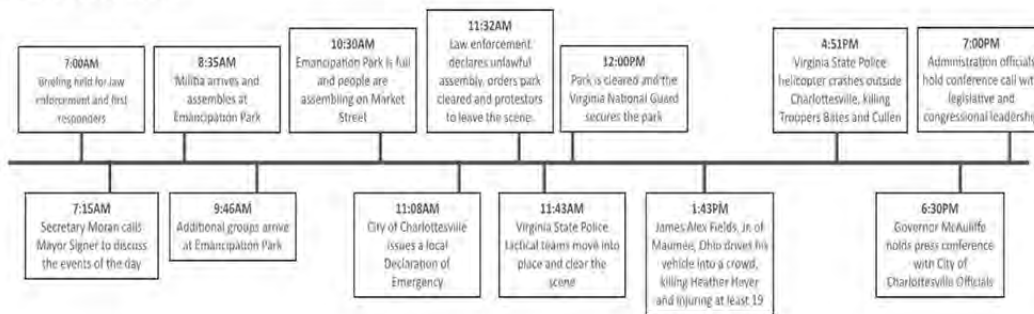 7:00AM
Briefing held for law
enforcement and first
responders
8:35AM
Militia arrives and
assembles at
Emancipation Park
10:30AM
Emancipation Park is full
and people are
assembling on Market
Street
11:32AM
Law enforcement
declares unlawful
assembly, orders park
cleared and protestors
to leave the scene.
12:00PM
Park is cleared and the
Virginia National Guard
secures the park
4:51PM
Virginia State Police
helicopter crashes outside
Charlottesville, killing
Troopers Bates and Cullen
7:00PM
Administration officials
hold conference call with
legislative and
congressional leadership
7:15AM
Secretary Moran calls
Mayor Signer to discuss
the events of the day
9:46AM
Additional groups arrive
at Emancipation Park
11:08AM
City of Charlottesville
issues a local
Declaration of
Emergency
11:43AM
Virginia State Police
tactical teams move into
place and clear the
scene
1:43PM
James Alex Fields, Jr. of
Maumee, Ohio drives his
vehicle into a crowd,
killing Heather Heyer
and injuring at least 19
6:30PM
Governor McAuliffe
holds press conference
with City of
Charlottesville Officials